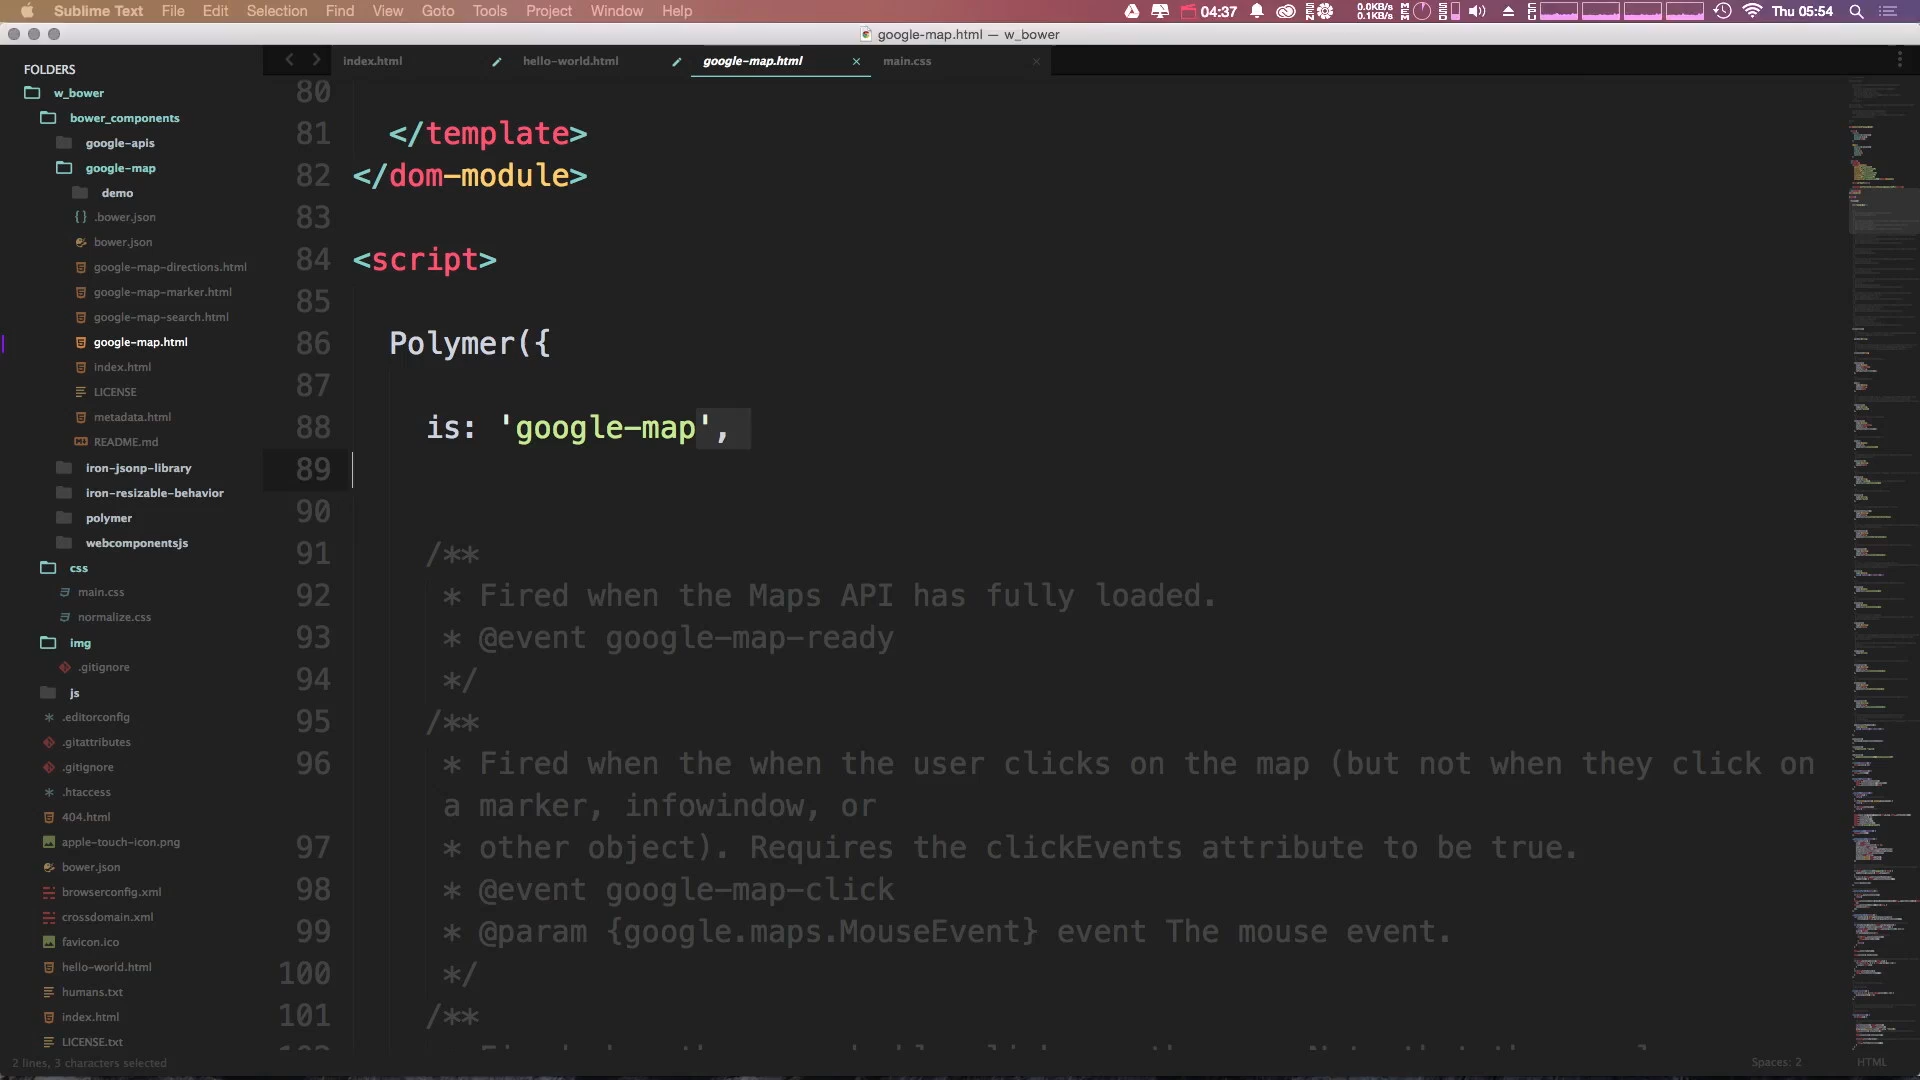 Sublime Text File Edit Selection Find View Goto Tools Project Window Help 04:37 0.0KB/s 0.1KB/s Thu 05:54
google-map.html — w_bower
FOLDERS
w_bower
bower_components
google-apis
google-map
demo
.bower.json
bower.json
google-map-directions.html
google-map-marker.html
google-map-search.html
google-map.html
index.html
LICENSE
metadata.html
README.md
iron-jsonp-library
iron-resizable-behavior
polymer
webcomponentsjs
css
main.css
normalize.css
img
.gitignore
js
.editorconfig
.gitattributes
.gitignore
.htaccess
404.html
apple-touch-icon.png
bower.json
browserconfig.xml
crossdomain.xml
favicon.ico
hello-world.html
humans.txt
index.html
LICENSE.txt
index.html hello-world.html google-map.html main.css
80
81 </template>
82 </dom-module>
83
84 <script>
85
86 Polymer({
87
88 is: 'google-map',
89
90
91 /**
92 * Fired when the Maps API has fully loaded.
93 * @event google-map-ready
94 */
95 /**
96 * Fired when the when the user clicks on the map (but not when they click on
a marker, infowindow, or
97 * other object). Requires the clickEvents attribute to be true.
98 * @event google-map-click
99 * @param {google.maps.MouseEvent} event The mouse event.
100 */
101 /**
2 lines, 3 characters selected Spaces: 2 HTML